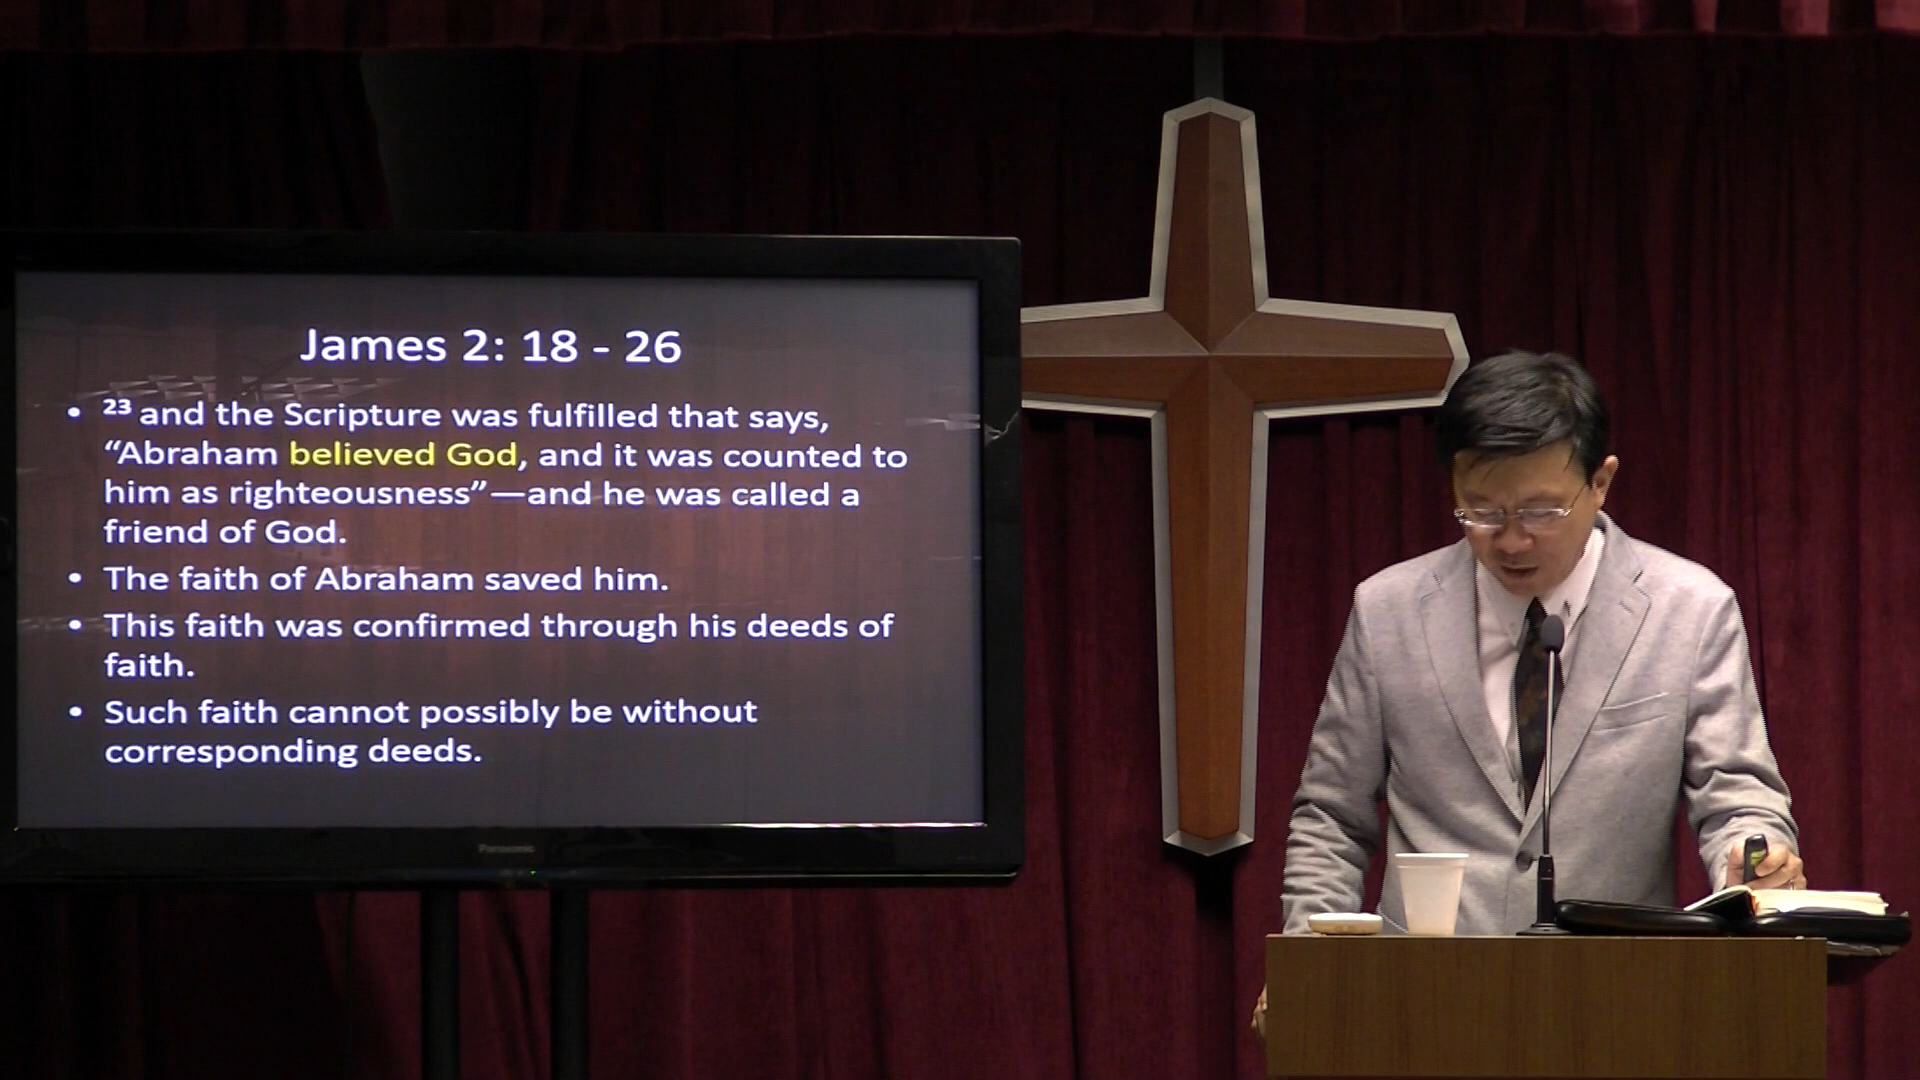 James 2: 18 - 26
• ²³ and the Scripture was fulfilled that says,
“Abraham believed God, and it was counted to
him as righteousness”—and he was called a
friend of God.
• The faith of Abraham saved him.
• This faith was confirmed through his deeds of
faith.
• Such faith cannot possibly be without
corresponding deeds.
Panasonic